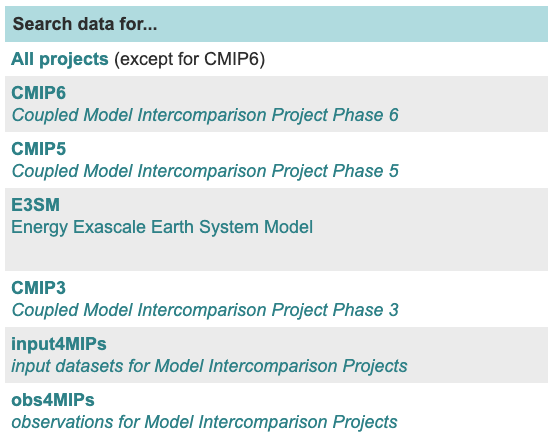 Search data for...
All projects (except for CMIP6)
CMIP6
Coupled Model Intercomparison Project Phase 6
CMIP5
Coupled Model Intercomparison Project Phase 5
E3SM
Energy Exascale Earth System Model
CMIP3
Coupled Model Intercomparison Project Phase 3
input4MIPs
input datasets for Model Intercomparison Projects
obs4MIPs
observations for Model Intercomparison Projects